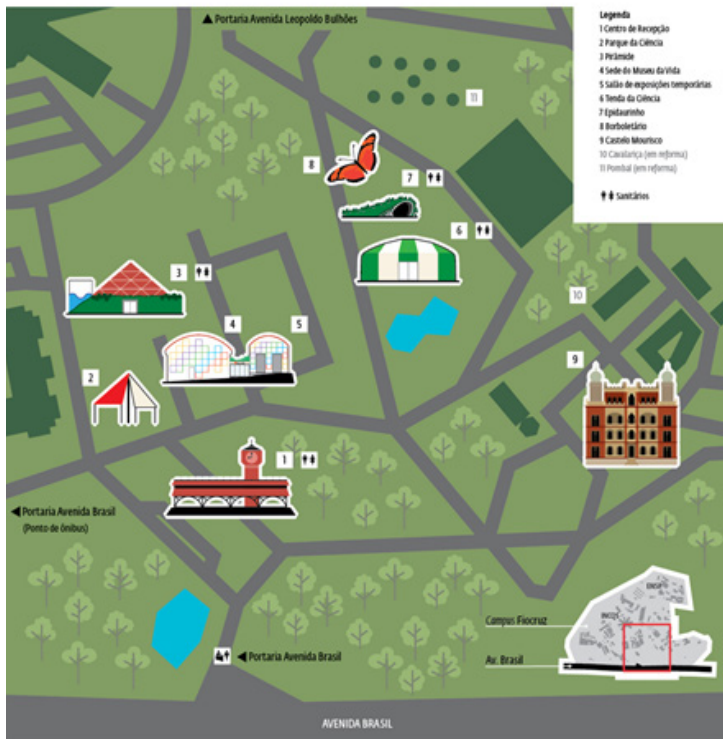 ▲ Portaria Avenida Leopoldo Bulhões
Legenda
1 Centro de Recepção
2 Parque da Ciência
3 Pirâmide
4 Sede do Museu da Vida
5 Salão de exposições temporárias
6 Tenda da Ciência
7 Epidaurinho
8 Borboletário
9 Castelo Mourisco
10 Cavalariça (em reforma)
11 Pombal (em reforma)
Sanitários
11
8
7
6
3
10
4
5
9
2
1
◀ Portaria Avenida Brasil
(Ponto de ônibus)
Campus Fiocruz
Av. Brasil
◀ Portaria Avenida Brasil
AVENIDA BRASIL